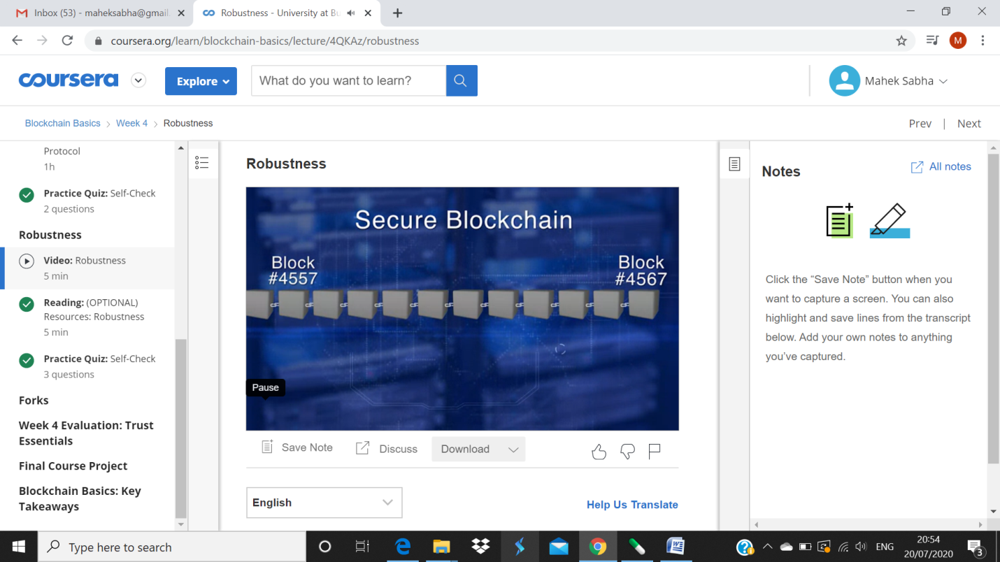 Inbox (53) - maheksabha@gmail.
Robustness - University at Bu
coursera.org/learn/blockchain-basics/lecture/4QKAz/robustness
M
coursera
Explore
What do you want to learn?
Mahek Sabha
Blockchain Basics > Week 4 > Robustness
Prev | Next
Protocol
1h
Practice Quiz: Self-Check
2 questions
Robustness
Video: Robustness
5 min
Reading: (OPTIONAL)
Resources: Robustness
5 min
Practice Quiz: Self-Check
3 questions
Forks
Week 4 Evaluation: Trust
Essentials
Final Course Project
Blockchain Basics: Key
Takeaways
Robustness
Secure Blockchain
Block
#4557
Block
#4567
Pause
Save Note
Discuss
Download
English
Help Us Translate
Notes
All notes
Click the “Save Note” button when you
want to capture a screen. You can also
highlight and save lines from the transcript
below. Add your own notes to anything
you’ve captured.
Type here to search
ENG
20:54
20/07/2020
3